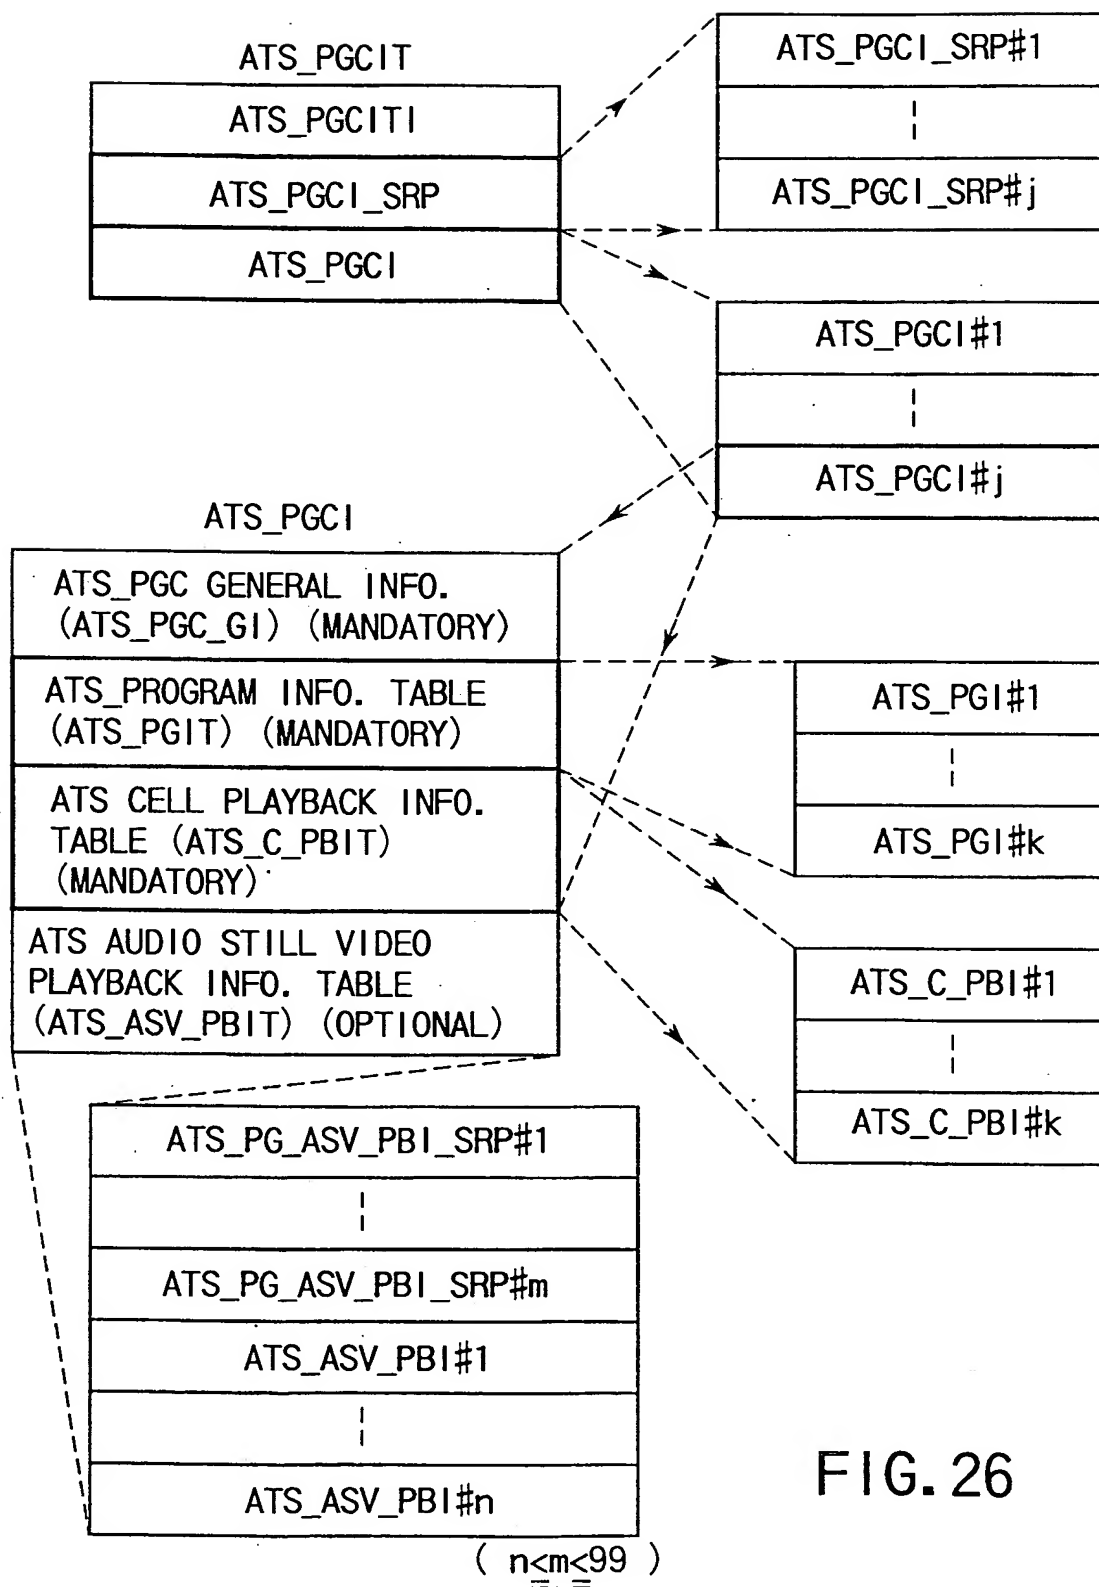 ATS_PGCIT
ATS_PGCITI
ATS_PGCI_SRP
ATS_PGCI
ATS_PGCI_SRP#1
ATS_PGCI_SRP#j
ATS_PGCI#1
ATS_PGCI#j
ATS_PGCI
ATS_PGC GENERAL INFO.
(ATS_PGC_GI) (MANDATORY)
ATS_PROGRAM INFO. TABLE
(ATS_PGIT) (MANDATORY)
ATS CELL PLAYBACK INFO.
TABLE (ATS_C_PBIT)
(MANDATORY)
ATS AUDIO STILL VIDEO
PLAYBACK INFO. TABLE
(ATS_ASV_PBIT) (OPTIONAL)
ATS_PGI#1
ATS_PGI#k
ATS_C_PBI#1
ATS_C_PBI#k
ATS_PG_ASV_PBI_SRP#1
ATS_PG_ASV_PBI_SRP#m
ATS_ASV_PBI#1
ATS_ASV_PBI#n
( n≦m≦99 )
FIG. 26